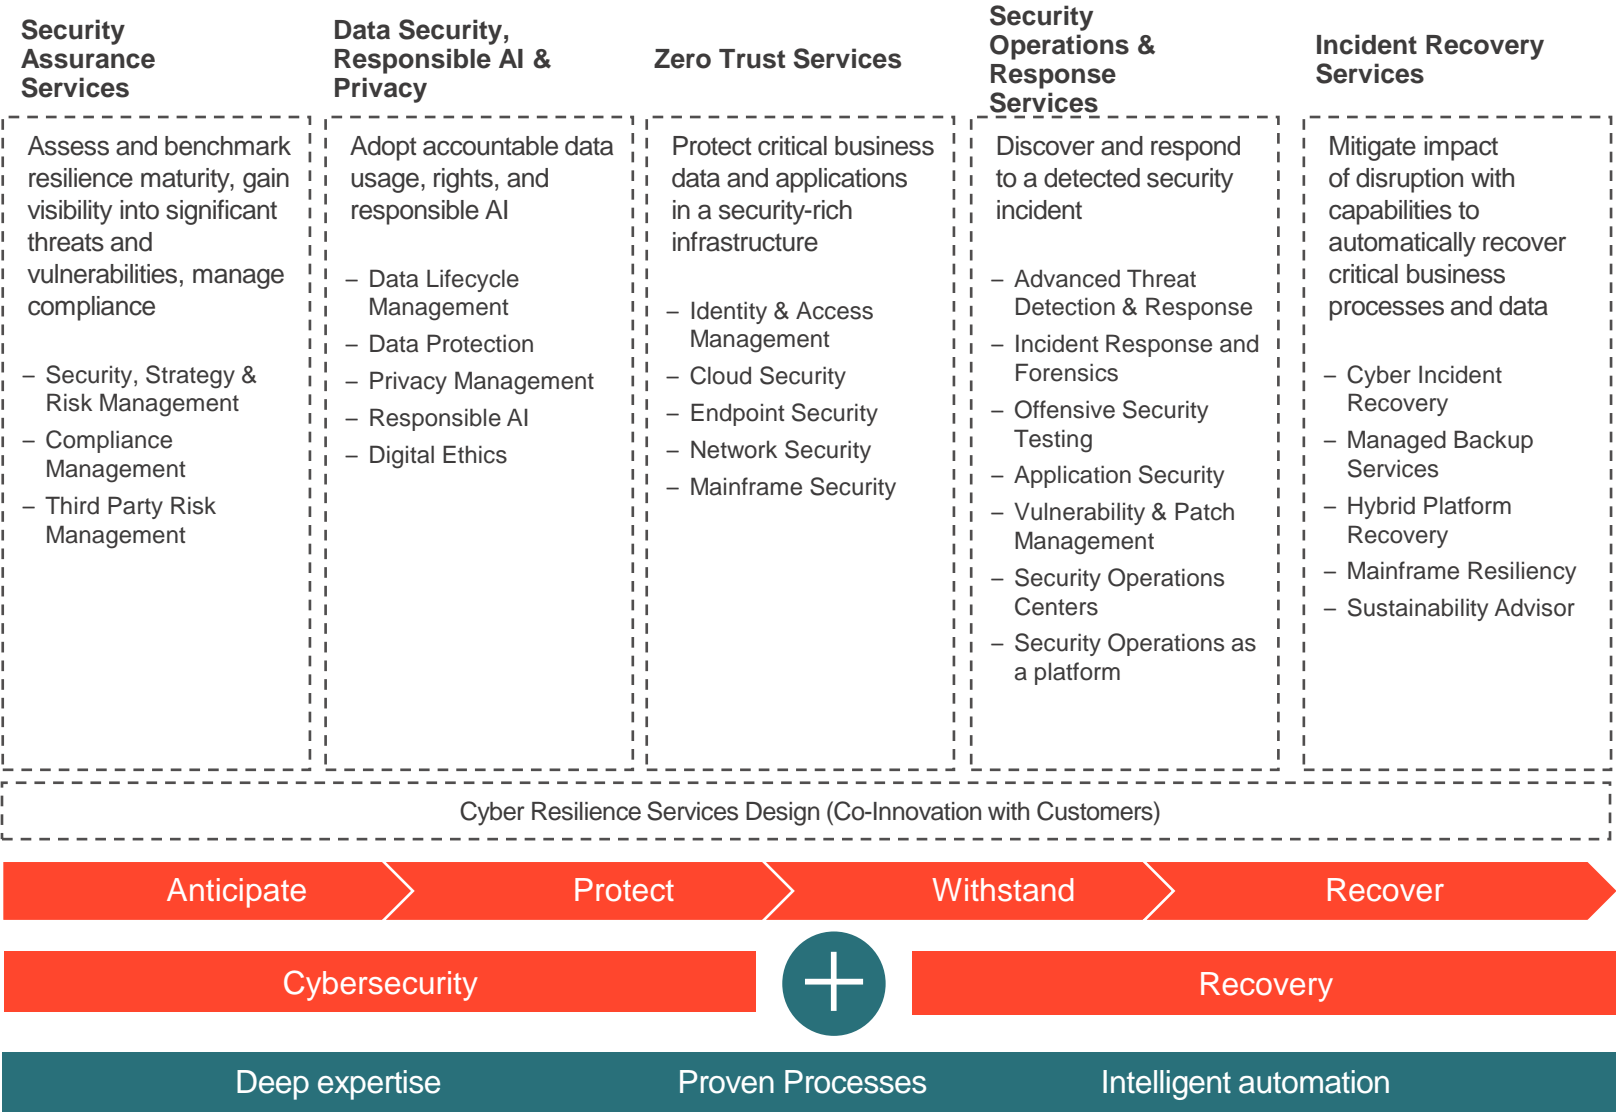 Security
Assurance
Services
Assess and benchmark
resilience maturity, gain
visibility into significant
threats and
vulnerabilities, manage
compliance
– Security, Strategy &
Risk Management
– Compliance
Management
– Third Party Risk
Management
Data Security,
Responsible AI &
Privacy
Adopt accountable data
usage, rights, and
responsible AI
– Data Lifecycle
Management
– Data Protection
– Privacy Management
– Responsible AI
– Digital Ethics
Zero Trust Services
Protect critical business
data and applications
in a security-rich
infrastructure
– Identity & Access
Management
– Cloud Security
– Endpoint Security
– Network Security
– Mainframe Security
Security
Operations &
Response
Services
Discover and respond
to a detected security
incident
– Advanced Threat
Detection & Response
– Incident Response and
Forensics
– Offensive Security
Testing
– Application Security
– Vulnerability & Patch
Management
– Security Operations
Centers
– Security Operations as
a platform
Incident Recovery
Services
Mitigate impact
of disruption with
capabilities to
automatically recover
critical business
processes and data
– Cyber Incident
Recovery
– Managed Backup
Services
– Hybrid Platform
Recovery
– Mainframe Resiliency
– Sustainability Advisor
Cyber Resilience Services Design (Co-Innovation with Customers)
Anticipate
Protect
Withstand
Recover
Cybersecurity
Recovery
Deep expertise
Proven Processes
Intelligent automation